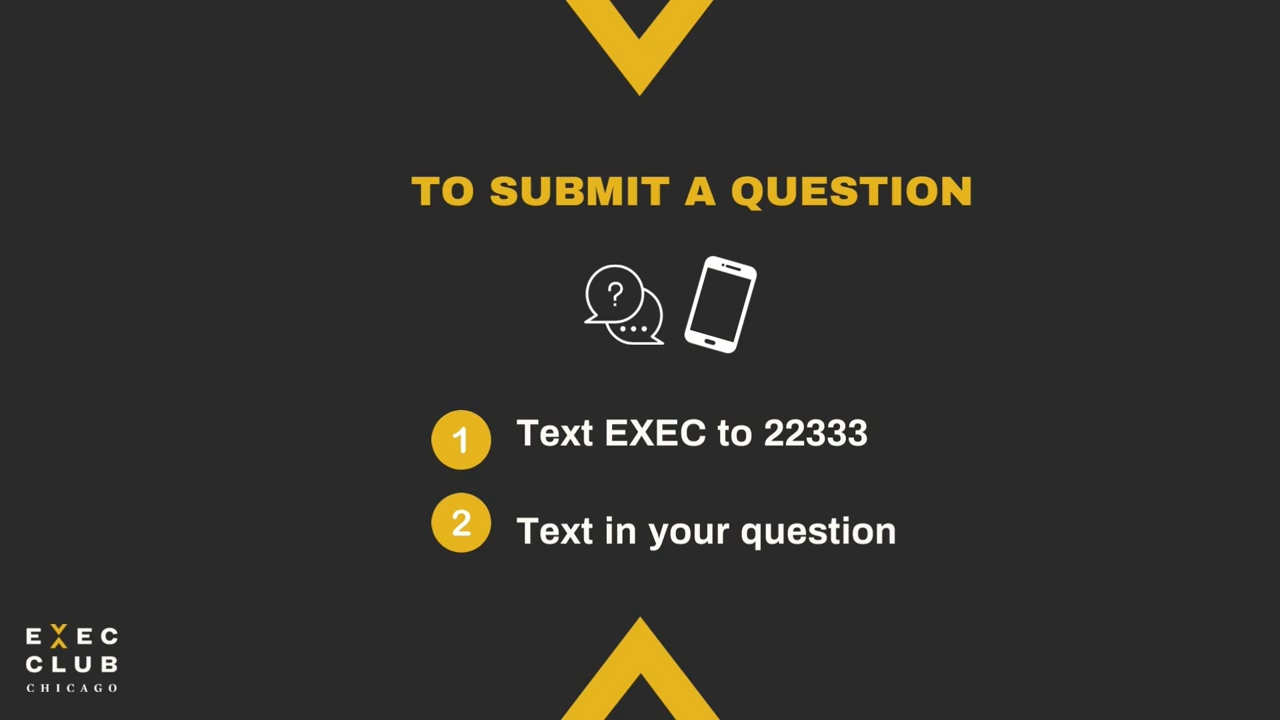 TO SUBMIT A QUESTION
?
1 Text EXEC to 22333
2 Text in your question
EXEC
CLUB
CHICAGO